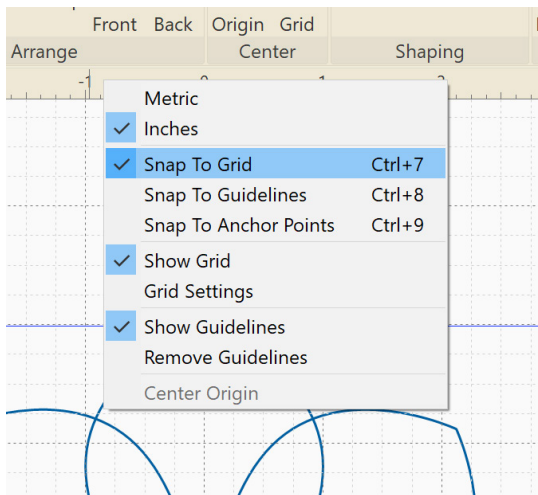 Front Back Origin Grid
Arrange Center Shaping
-1 0 1 2
Metric
Inches
Snap To Grid Ctrl+7
Snap To Guidelines Ctrl+8
Snap To Anchor Points Ctrl+9
Show Grid
Grid Settings
Show Guidelines
Remove Guidelines
Center Origin